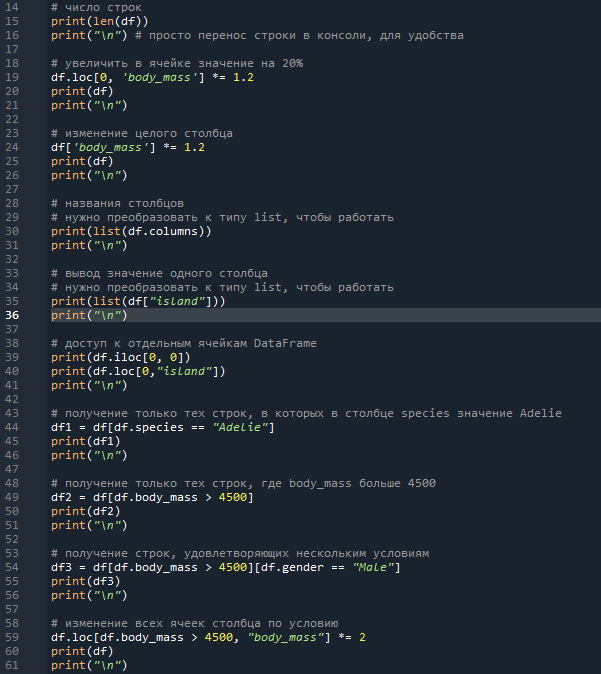 14 # число строк
15 print(len(df))
16 print("\n") # просто перенос строки в консоли, для удобства
17
18 # увеличить в ячейке значение на 20%
19 df.loc[0, 'body_mass'] *= 1.2
20 print(df)
21 print("\n")
22
23 # изменение целого столбца
24 df['body_mass'] *= 1.2
25 print(df)
26 print("\n")
27
28 # названия столбцов
29 # нужно преобразовать к типу list, чтобы работать
30 print(list(df.columns))
31 print("\n")
32
33 # вывод значение одного столбца
34 # нужно преобразовать к типу list, чтобы работать
35 print(list(df["island"]))
36 print("\n")
37
38 # доступ к отдельным ячейкам DataFrame
39 print(df.iloc[0, 0])
40 print(df.loc[0,"island"])
41 print("\n")
42
43 # получение только тех строк, в которых в столбце species значение Adelie
44 df1 = df[df.species == "Adelie"]
45 print(df1)
46 print("\n")
47
48 # получение только тех строк, где body_mass больше 4500
49 df2 = df[df.body_mass > 4500]
50 print(df2)
51 print("\n")
52
53 # получение строк, удовлетворяющих нескольким условиям
54 df3 = df[df.body_mass > 4500][df.gender == "Male"]
55 print(df3)
56 print("\n")
57
58 # изменение всех ячеек столбца по условию
59 df.loc[df.body_mass > 4500, "body_mass"] *= 2
60 print(df)
61 print("\n")